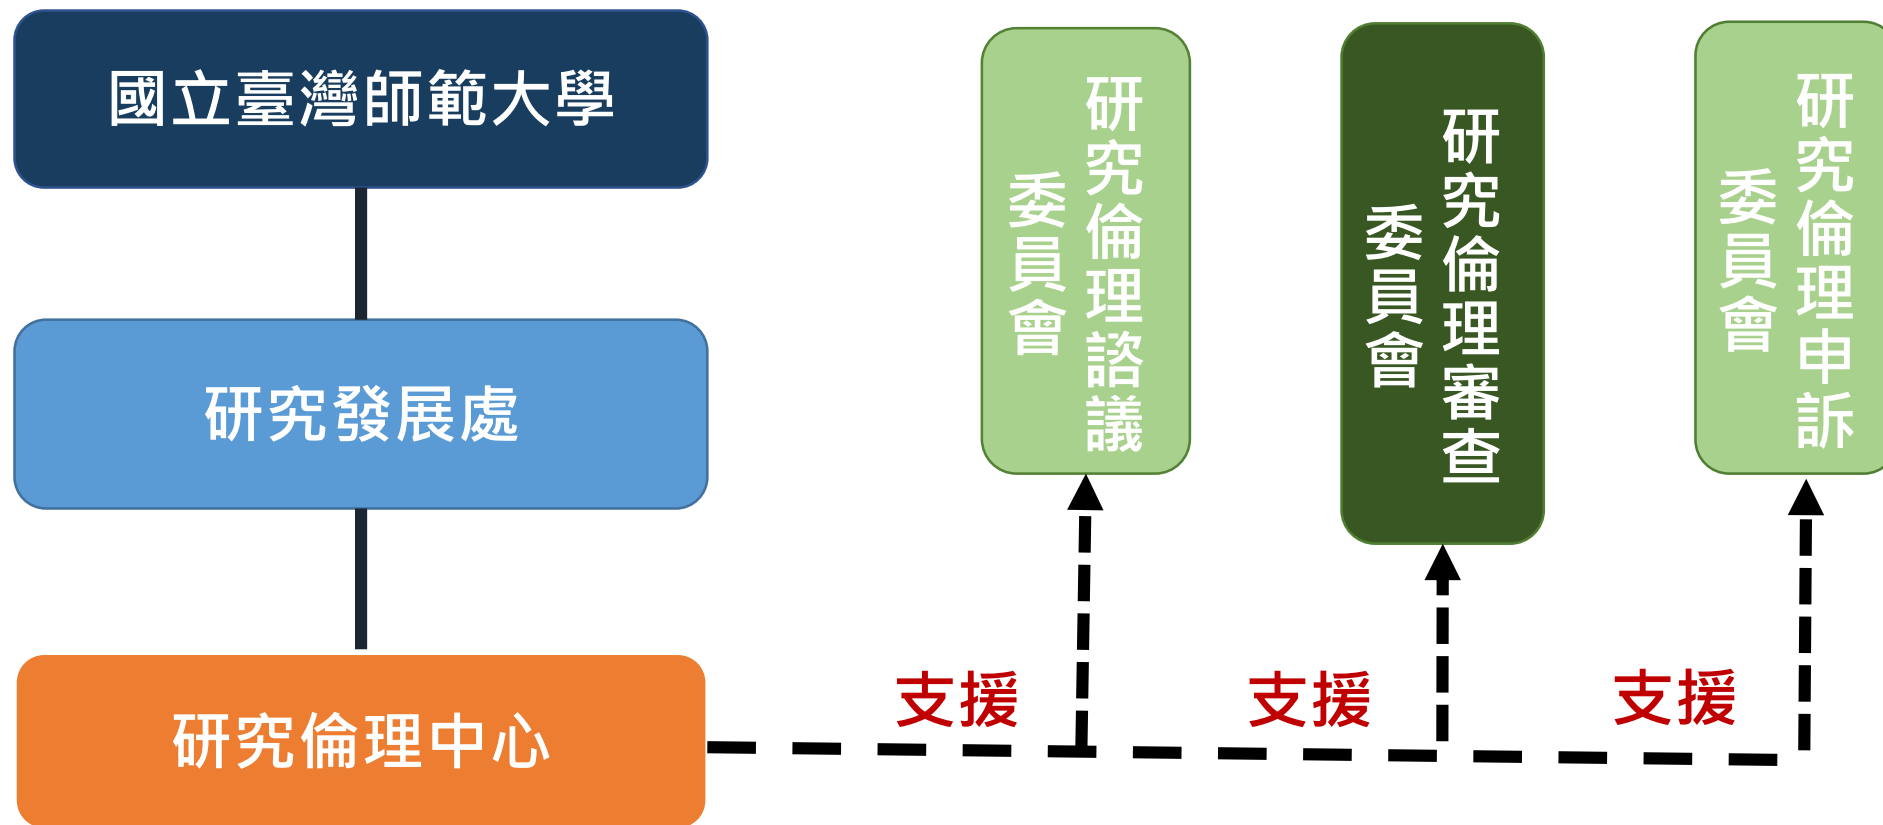 國立臺灣師範大學
研究發展處
研究倫理中心
研究倫理諮議
委員會
研究倫理審查
委員會
研究倫理申訴
委員會
支援
支援
支援